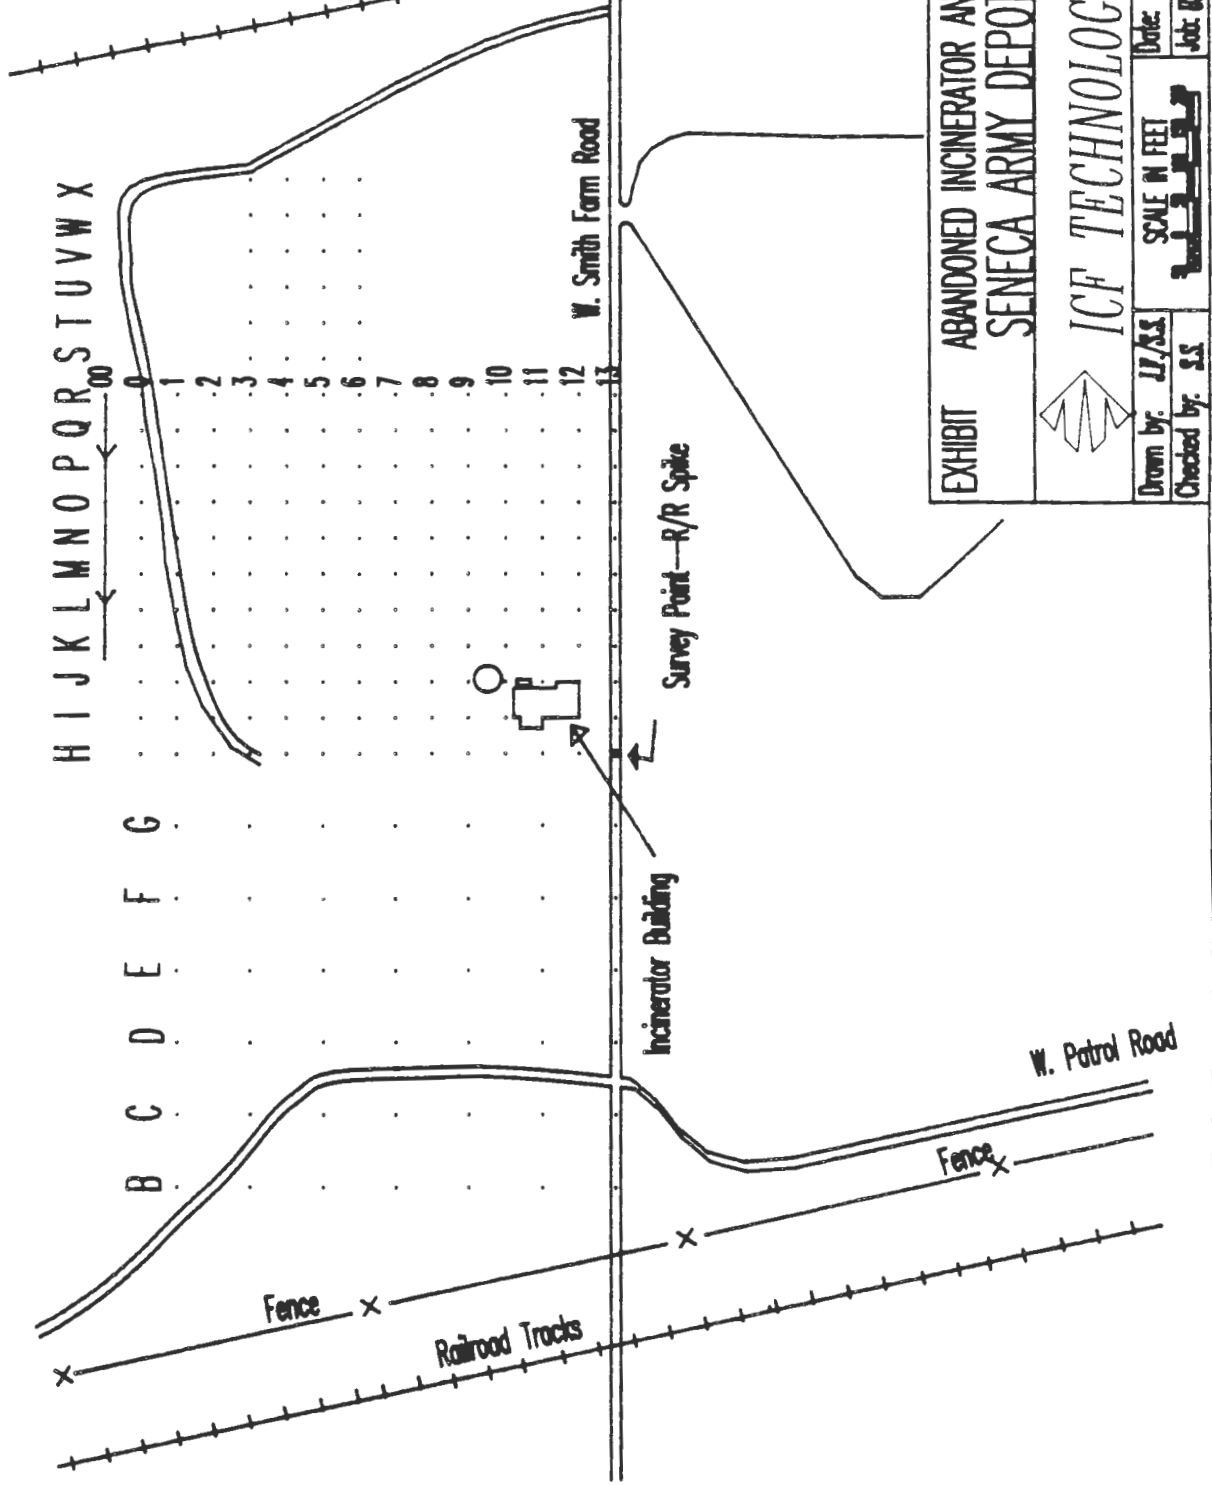 H I J K L M N O P Q R S T U V W X
B C D E F G
00
0
1
2
3
4
5
6
7
8
9
10
11
12
13
W. Smith Farm Road
Survey Point—R/R Spike
Incinerator Building
W. Patrol Road
Fence
Fence
Railroad Tracks
EXHIBIT ABANDONED INCINERATOR AN
SENECA ARMY DEPO
ICF TECHNOLOG
Drawn by: J.P./S.S.
Checked by: S.S.
SCALE IN FEET
Date:
Job: